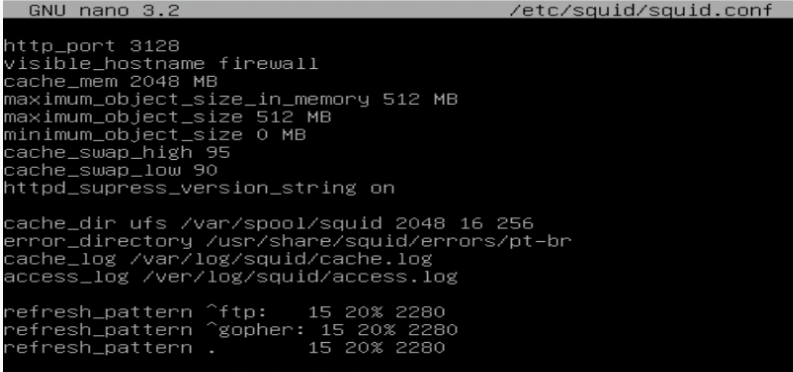 GNU nano 3.2 /etc/squid/squid.conf
http_port 3128
visible_hostname firewall
cache_mem 2048 MB
maximum_object_size_in_memory 512 MB
maximum_object_size 512 MB
minimum_object_size 0 MB
cache_swap_high 95
cache_swap_low 90
httpd_supress_version_string on
cache_dir ufs /var/spool/squid 2048 16 256
error_directory /usr/share/squid/errors/pt-br
cache_log /var/log/squid/cache.log
access_log /ver/log/squid/access.log
refresh_pattern ^ftp: 15 20% 2280
refresh_pattern ^gopher: 15 20% 2280
refresh_pattern . 15 20% 2280